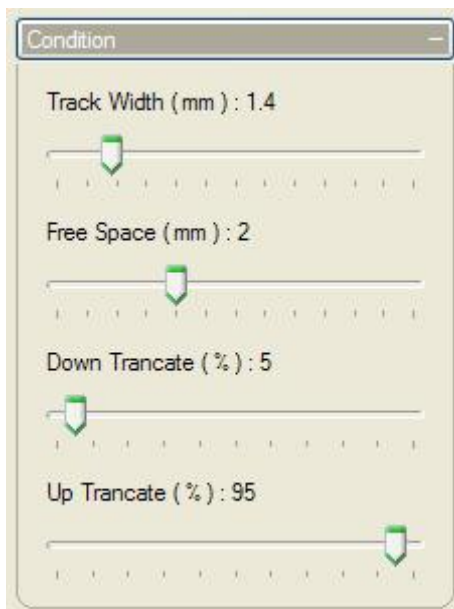 Condition
Track Width ( mm ) : 1.4
Free Space ( mm ) : 2
Down Trancate ( % ) : 5
Up Trancate ( % ) : 95